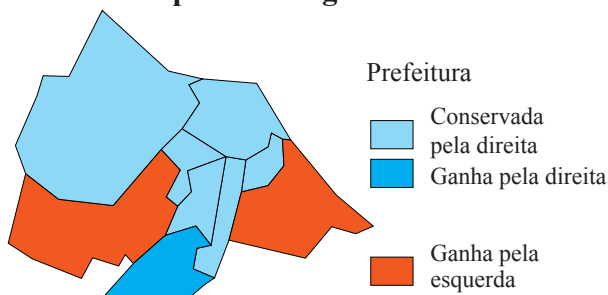 Prefeitura
Conservada
pela direita
Ganha pela direita
Ganha pela
esquerda